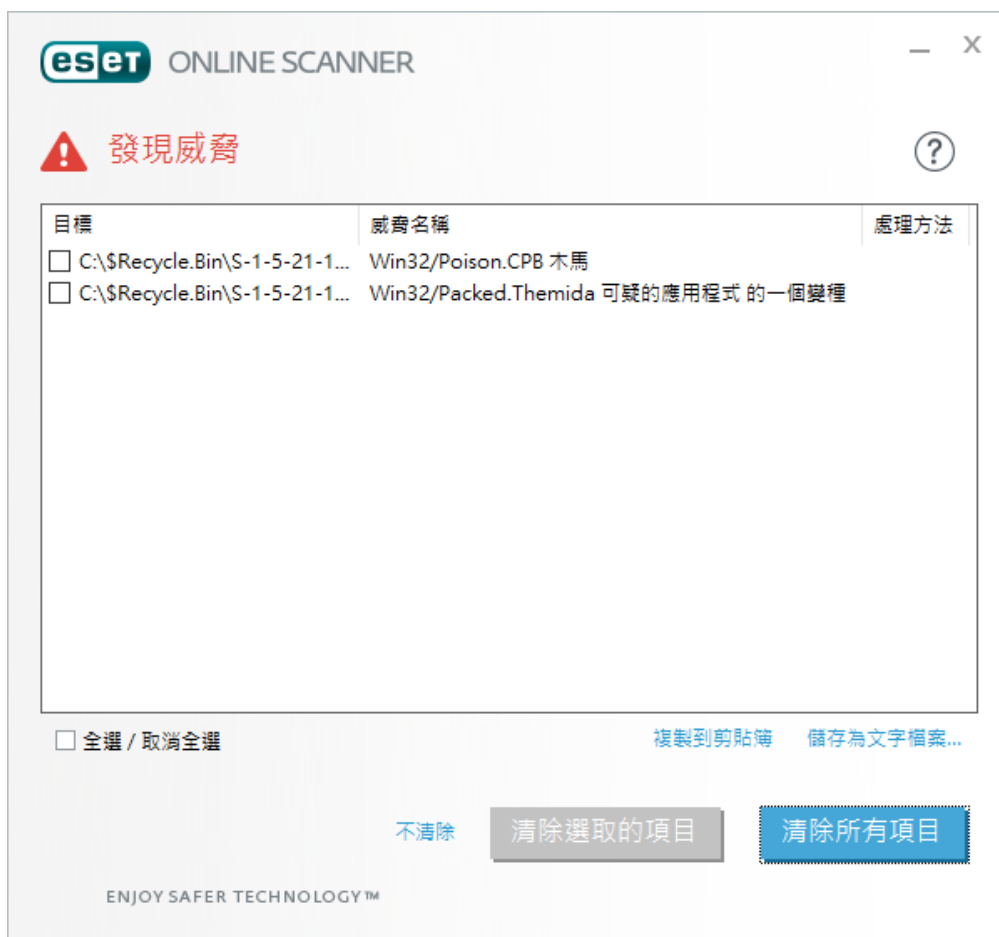 eset ONLINE SCANNER
發現威脅
目標 威脅名稱 處理方法
C:\$Recycle.Bin\S-1-5-21-1... Win32/Poison.CPB 木馬
C:\$Recycle.Bin\S-1-5-21-1... Win32/Packed.Themida 可疑的應用程式 的一個變種
全選 / 取消全選 複製到剪貼簿 儲存為文字檔案...
不清除 清除選取的項目 清除所有項目
ENJOY SAFER TECHNOLOGY™